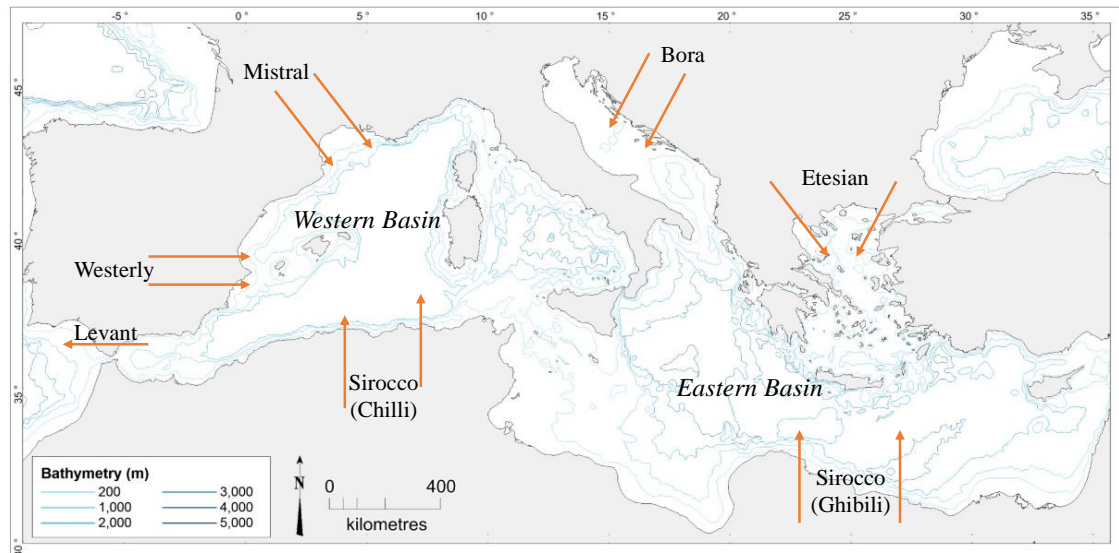 -5 °
0 °
5 °
10 °
15 °
20 °
25 °
30 °
35 °
45 °
40 °
35 °
30 °
Mistral
Bora
Etesian
Western Basin
Westerly
Levant
Sirocco
(Chilli)
Eastern Basin
Sirocco
(Ghibili)
Bathymetry (m)
200 3,000
1,000 4,000
2,000 5,000
N
0 200 400
kilometres